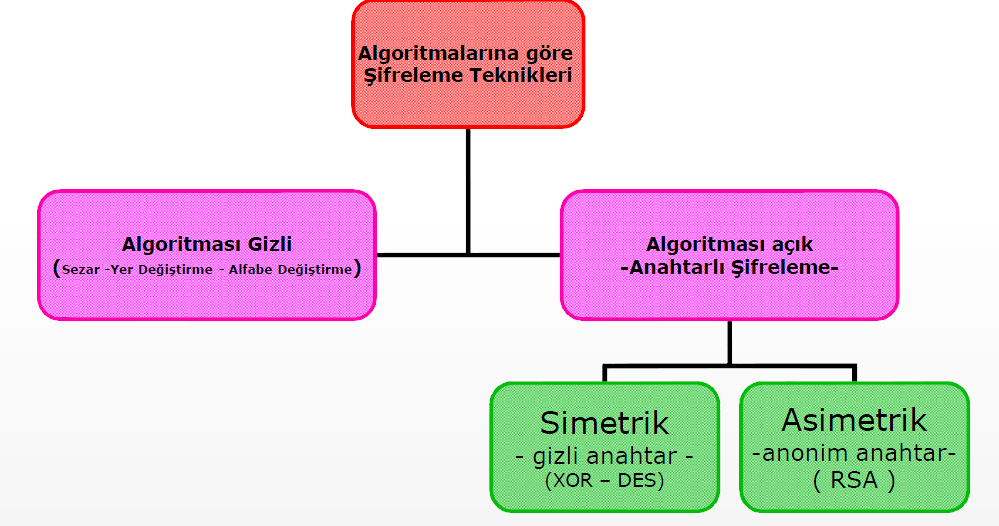 Algoritmalarına göre
Şifreleme Teknikleri
Algoritması Gizli
(Sezar -Yer Değiştirme - Alfabe Değiştirme)
Algoritması açık
-Anahtarlı Şifreleme-
Simetrik
- gizli anahtar -
(XOR – DES)
Asimetrik
-anonim anahtar-
( RSA )